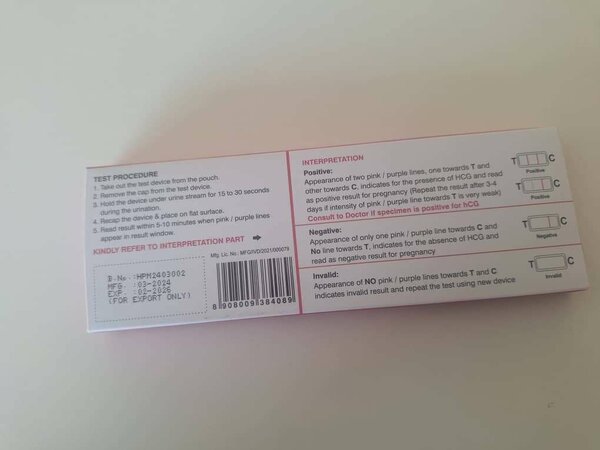 TEST PROCEDURE
1. Take out the test device from the pouch.
2. Remove the cap from the test device.
3. Hold the device under urine stream for 15 to 30 seconds
during the urination.
4. Recap the device & place on flat surface.
5. Read result within 5-10 minutes when pink / purple lines
appear in result window.
KINDLY REFER TO INTERPRETATION PART
Mfg. Lic. No.: MFG/IVD/2021/000079
B.No.:HPM2403002
MFG. :03-2024
EXP. :02-2026
(FOR EXPORT ONLY)
8 908009 384089
INTERPRETATION
Positive:
Appearance of two pink / purple lines, one towards T and
other towards C, indicates for the presence of HCG and read
as positive result for pregnancy (Repeat the result after 3-4
days if intensity of pink / purple line towards T is very weak)
Consult to Doctor if specimen is positive for hCG
T C
Positive
T C
Positive
Negative:
Appearance of only one pink / purple line towards C and
No line towards T, indicates for the absence of HCG and
read as negative result for pregnancy
T C
Negative
Invalid:
Appearance of NO pink / purple lines towards T and C
indicates invalid result and repeat the test using new device
T C
Invalid